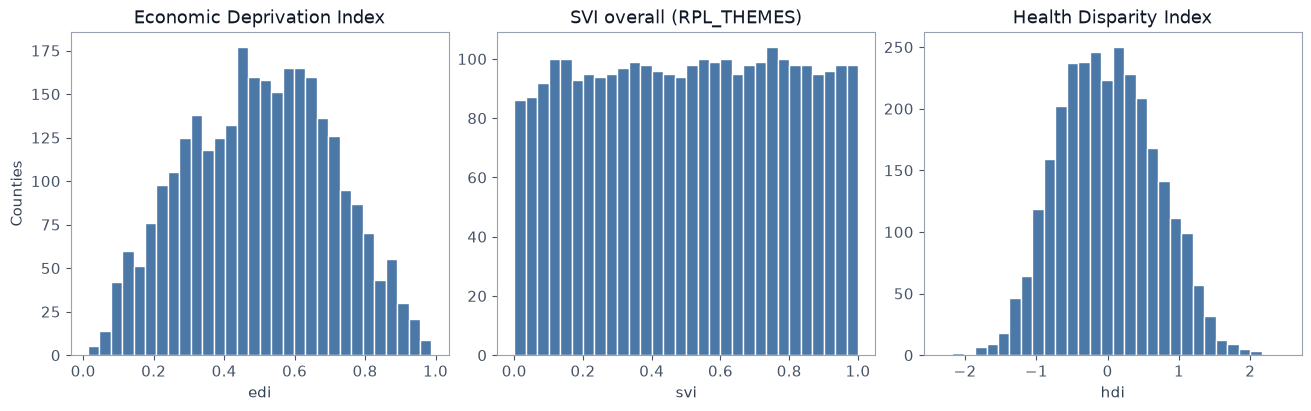 Economic Deprivation Index
SVI overall (RPL_THEMES)
Health Disparity Index
Counties
175
150
125
100
75
50
25
0
0.0 0.2 0.4 0.6 0.8 1.0
edi
100
80
60
40
20
0
0.0 0.2 0.4 0.6 0.8 1.0
svi
250
200
150
100
50
0
−2 −1 0 1 2
hdi